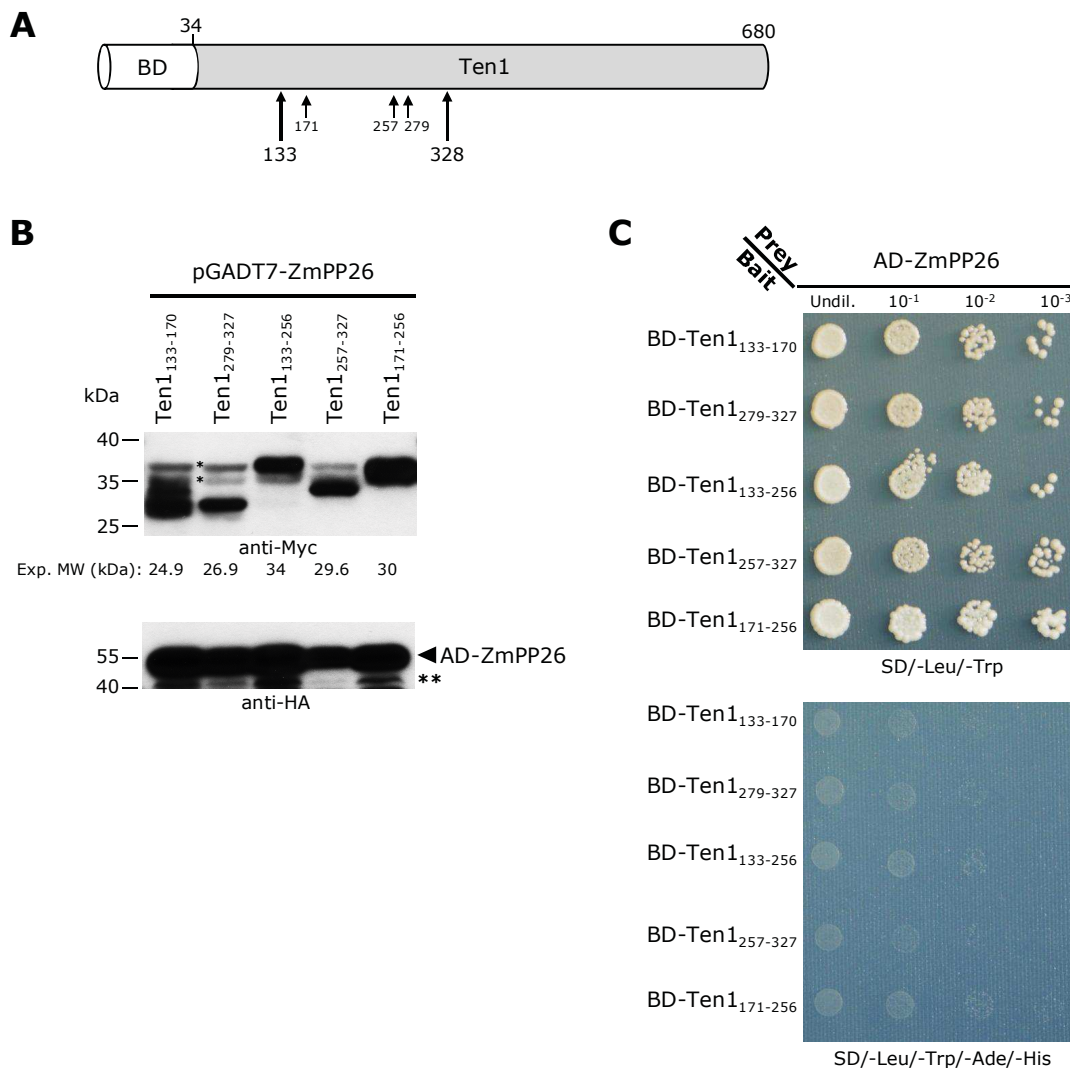 A
34
680
BD
Ten1
171
257
279
133
328
B
pGADT7-ZmPP26
kDa
Ten1133-170
Ten1279-327
Ten1133-256
Ten1257-327
Ten1171-256
40
35
25
*
*
anti-Myc
Exp. MW (kDa): 24.9 26.9 34 29.6 30
55
40
AD-ZmPP26
**
anti-HA
C
Prey
Bait
AD-ZmPP26
Undil. 10-1 10-2 10-3
BD-Ten1133-170
BD-Ten1279-327
BD-Ten1133-256
BD-Ten1257-327
BD-Ten1171-256
SD/-Leu/-Trp
BD-Ten1133-170
BD-Ten1279-327
BD-Ten1133-256
BD-Ten1257-327
BD-Ten1171-256
SD/-Leu/-Trp/-Ade/-His